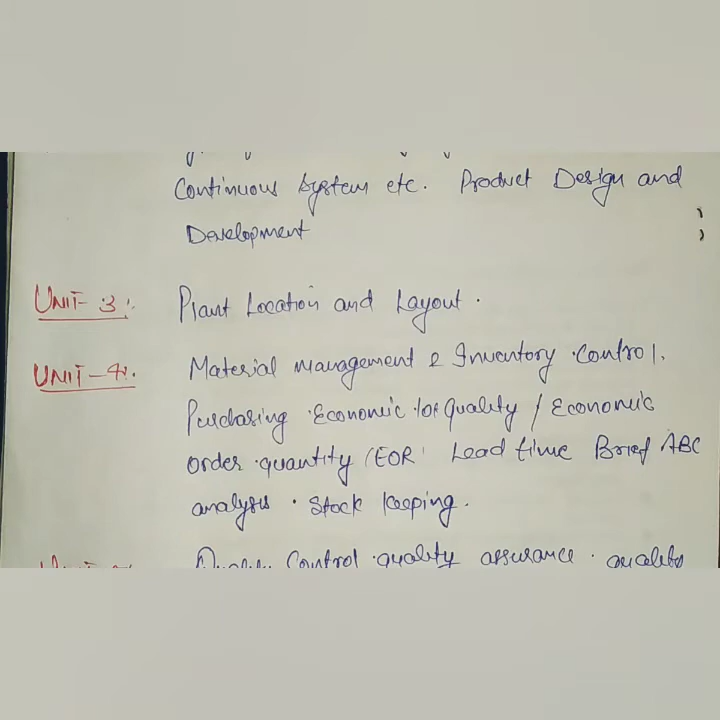 Continuous System etc. Product Design and
Development
UNIT-3:. Plant Location and Layout.
UNIT-4:. Material management & Inventory Control.
Purchasing Economic lot quality / Economic
order quantity (EOR Lead time Brief ABC
analysis. Stock keeping.
Control quality assurance.